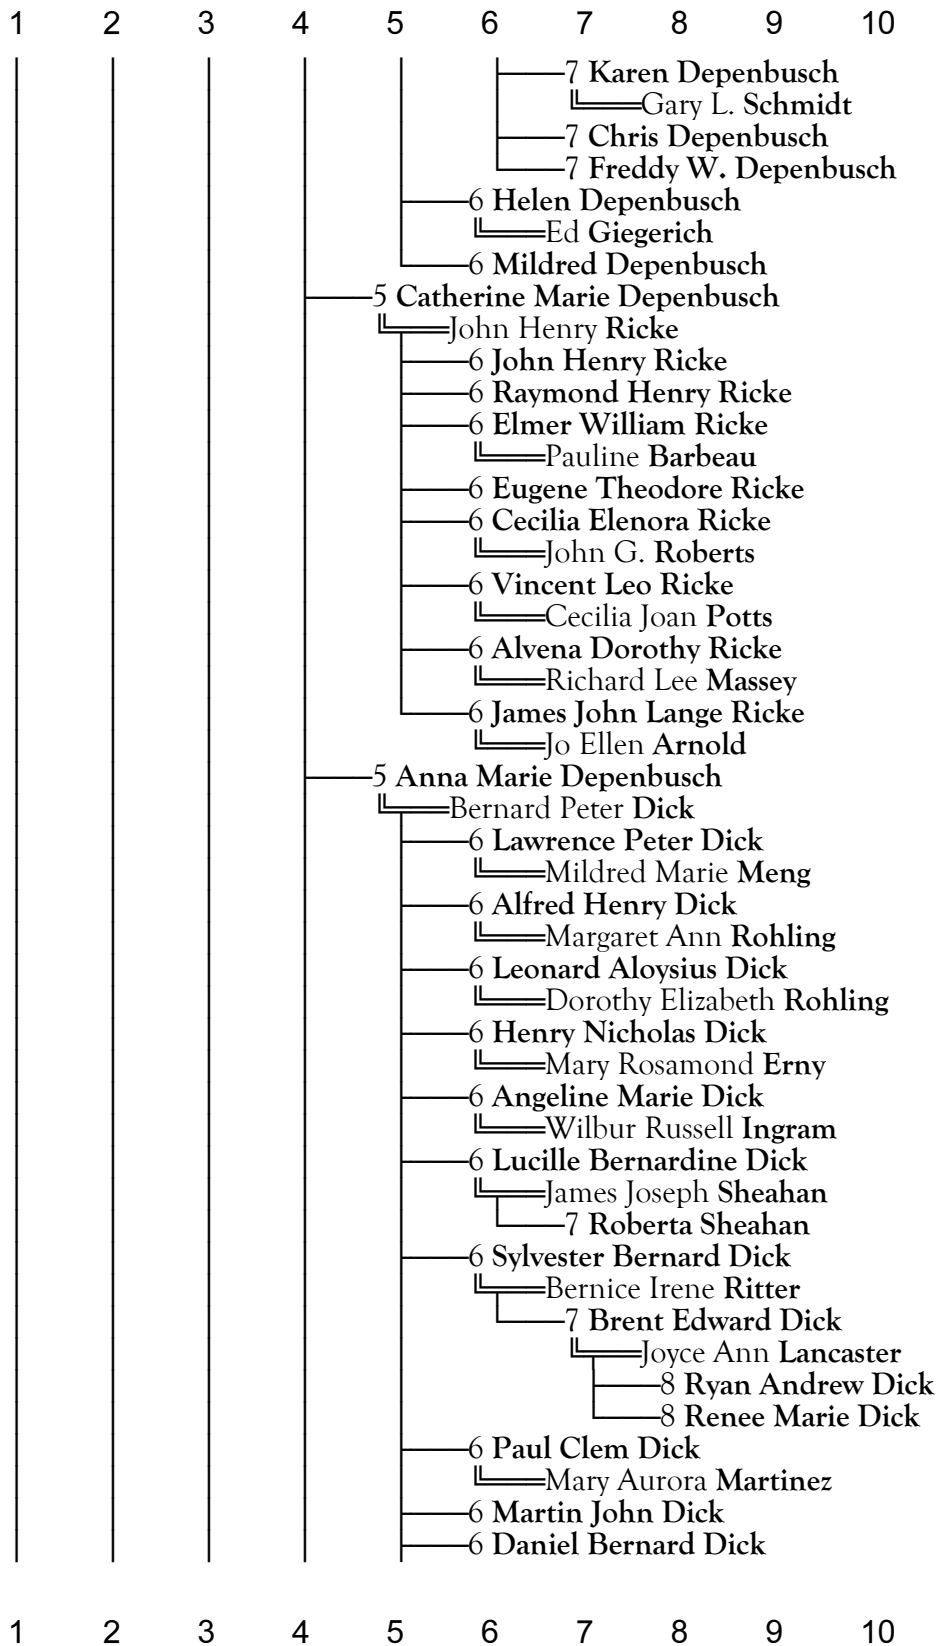 1 2 3 4 5 6 7 8 9 10
7 Karen Depenbusch
Gary L. Schmidt
7 Chris Depenbusch
7 Freddy W. Depenbusch
6 Helen Depenbusch
Ed Giegerich
6 Mildred Depenbusch
5 Catherine Marie Depenbusch
John Henry Ricke
6 John Henry Ricke
6 Raymond Henry Ricke
6 Elmer William Ricke
Pauline Barbeau
6 Eugene Theodore Ricke
6 Cecilia Elenora Ricke
John G. Roberts
6 Vincent Leo Ricke
Cecilia Joan Potts
6 Alvena Dorothy Ricke
Richard Lee Massey
6 James John Lange Ricke
Jo Ellen Arnold
5 Anna Marie Depenbusch
Bernard Peter Dick
6 Lawrence Peter Dick
Mildred Marie Meng
6 Alfred Henry Dick
Margaret Ann Rohling
6 Leonard Aloysius Dick
Dorothy Elizabeth Rohling
6 Henry Nicholas Dick
Mary Rosamond Erny
6 Angeline Marie Dick
Wilbur Russell Ingram
6 Lucille Bernardine Dick
James Joseph Sheahan
7 Roberta Sheahan
6 Sylvester Bernard Dick
Bernice Irene Ritter
7 Brent Edward Dick
Joyce Ann Lancaster
8 Ryan Andrew Dick
8 Renee Marie Dick
6 Paul Clem Dick
Mary Aurora Martinez
6 Martin John Dick
6 Daniel Bernard Dick
1 2 3 4 5 6 7 8 9 10